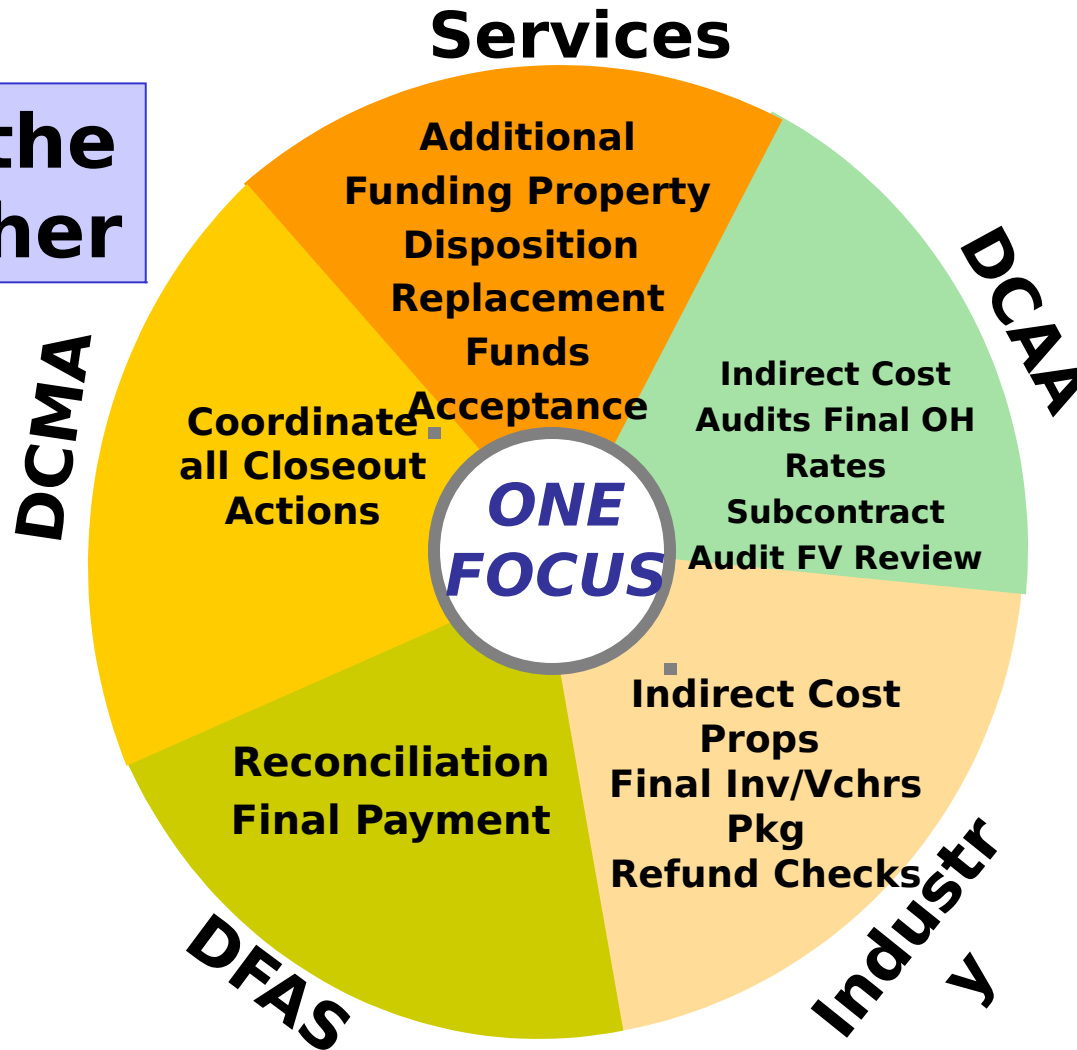 Services
the
her
Additional
Funding Property
Disposition
Replacement
Funds
Acceptance
DCAA
Indirect Cost
Audits Final OH
Rates
Subcontract
Audit FV Review
DCMA
Coordinate
all Closeout
Actions
ONE
FOCUS
Indirect Cost
Props
Final Inv/Vchrs
Pkg
Refund Checks
Industr
y
Reconciliation
Final Payment
DFAS